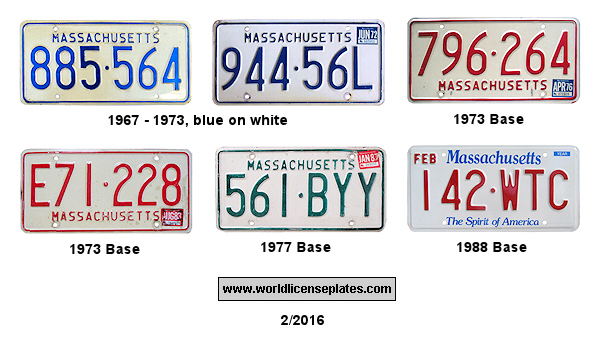 MASSACHUSETTS
885·564
MASSACHUSETTS
JUN 72
944·56L
796·264
MASSACHUSETTS
APR 76
1967 - 1973, blue on white
1973 Base
E71·228
MASSACHUSETTS
MASSACHUSETTS
561·BYY
FEB
Massachusetts
142·WTC
The Spirit of America
1973 Base
1977 Base
1988 Base
www.worldlicenseplates.com
2/2016